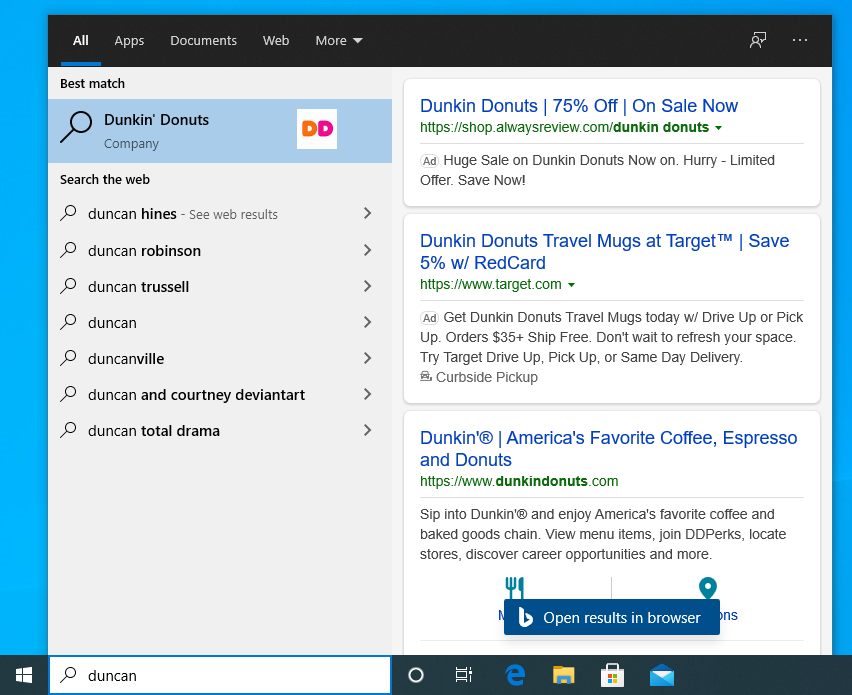 All Apps Documents Web More
Best match
Dunkin' Donuts
Company
DD
Search the web
duncan hines - See web results
duncan robinson
duncan trussell
duncan
duncanville
duncan and courtney deviantart
duncan total drama
Dunkin Donuts | 75% Off | On Sale Now
https://shop.alwaysreview.com/dunkin donuts
Ad Huge Sale on Dunkin Donuts Now on. Hurry - Limited
Offer. Save Now!
Dunkin Donuts Travel Mugs at Target™ | Save
5% w/ RedCard
https://www.target.com
Ad Get Dunkin Donuts Travel Mugs today w/ Drive Up or Pick
Up. Orders $35+ Ship Free. Don't wait to refresh your space.
Try Target Drive Up, Pick Up, or Same Day Delivery.
Curbside Pickup
Dunkin'® | America's Favorite Coffee, Espresso
and Donuts
https://www.dunkindonuts.com
Sip into Dunkin'® and enjoy America's favorite coffee and
baked goods chain. View menu items, join DDPerks, locate
stores, discover career opportunities and more.
Open results in browser
duncan